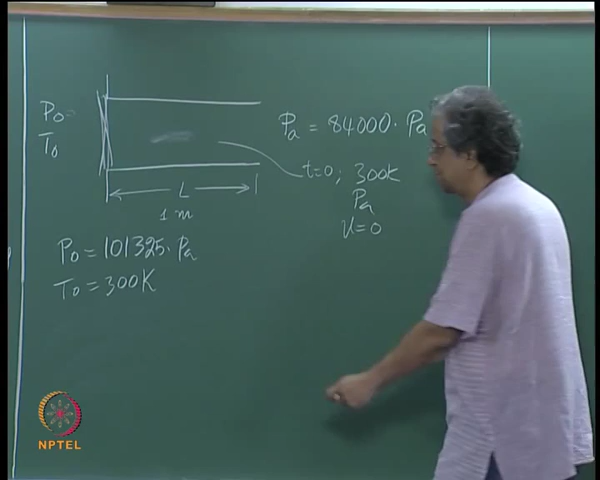 P₀=
T₀
L
1 m
P₀ = 101325. Pa
T₀ = 300K
Pa = 84000. Pa
t=0; 300K
Pa
U=0
NPTEL